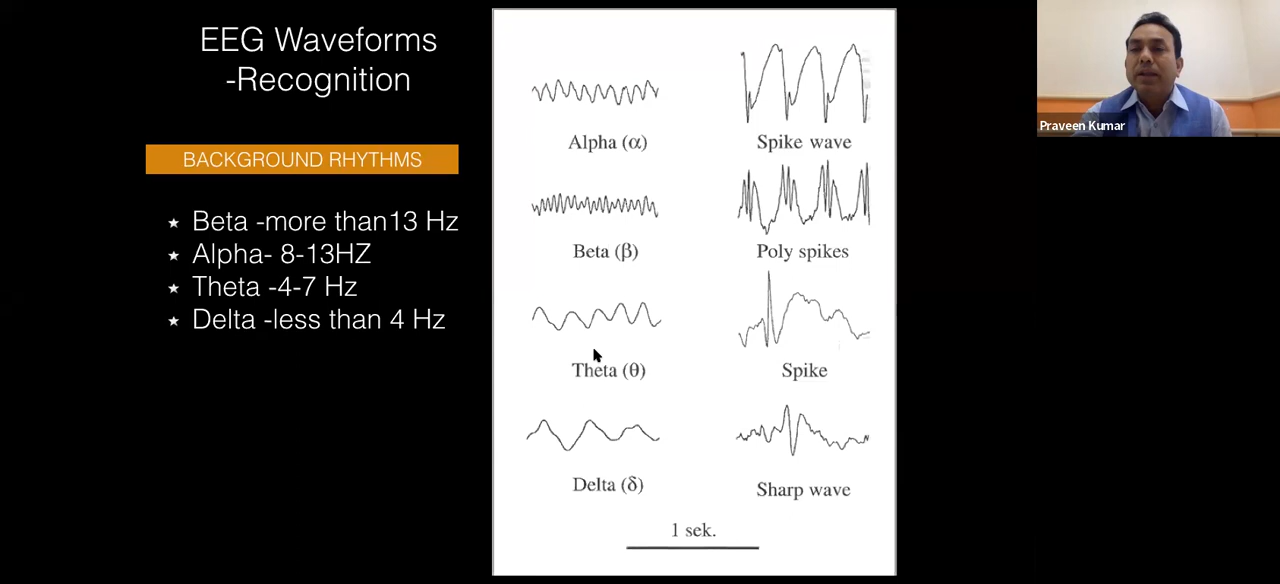 EEG Waveforms
-Recognition
BACKGROUND RHYTHMS
Beta -more than13 Hz
Alpha- 8-13HZ
Theta -4-7 Hz
Delta -less than 4 Hz
Alpha (α)
Spike wave
Beta (β)
Poly spikes
Theta (θ)
Spike
Delta (δ)
Sharp wave
1 sek.
Praveen Kumar